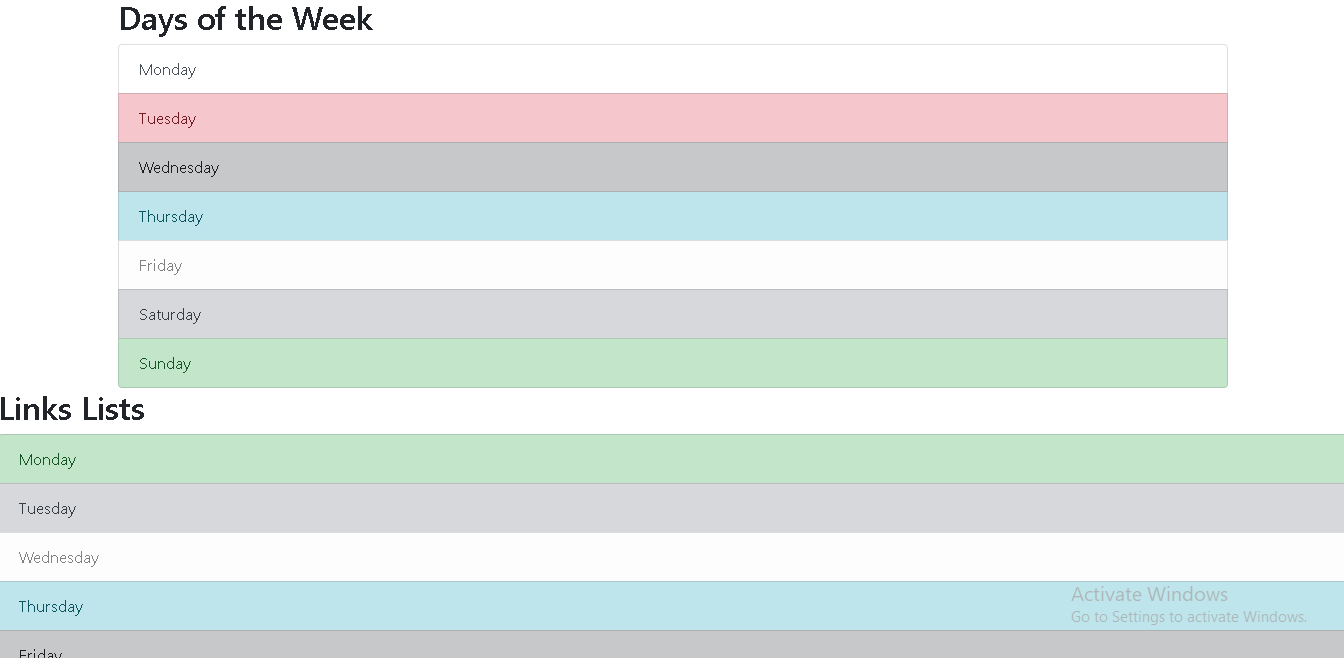 Days of the Week
Monday
Tuesday
Wednesday
Thursday
Friday
Saturday
Sunday
Links Lists
Monday
Tuesday
Wednesday
Thursday
Activate Windows
Go to Settings to activate Windows.
Friday